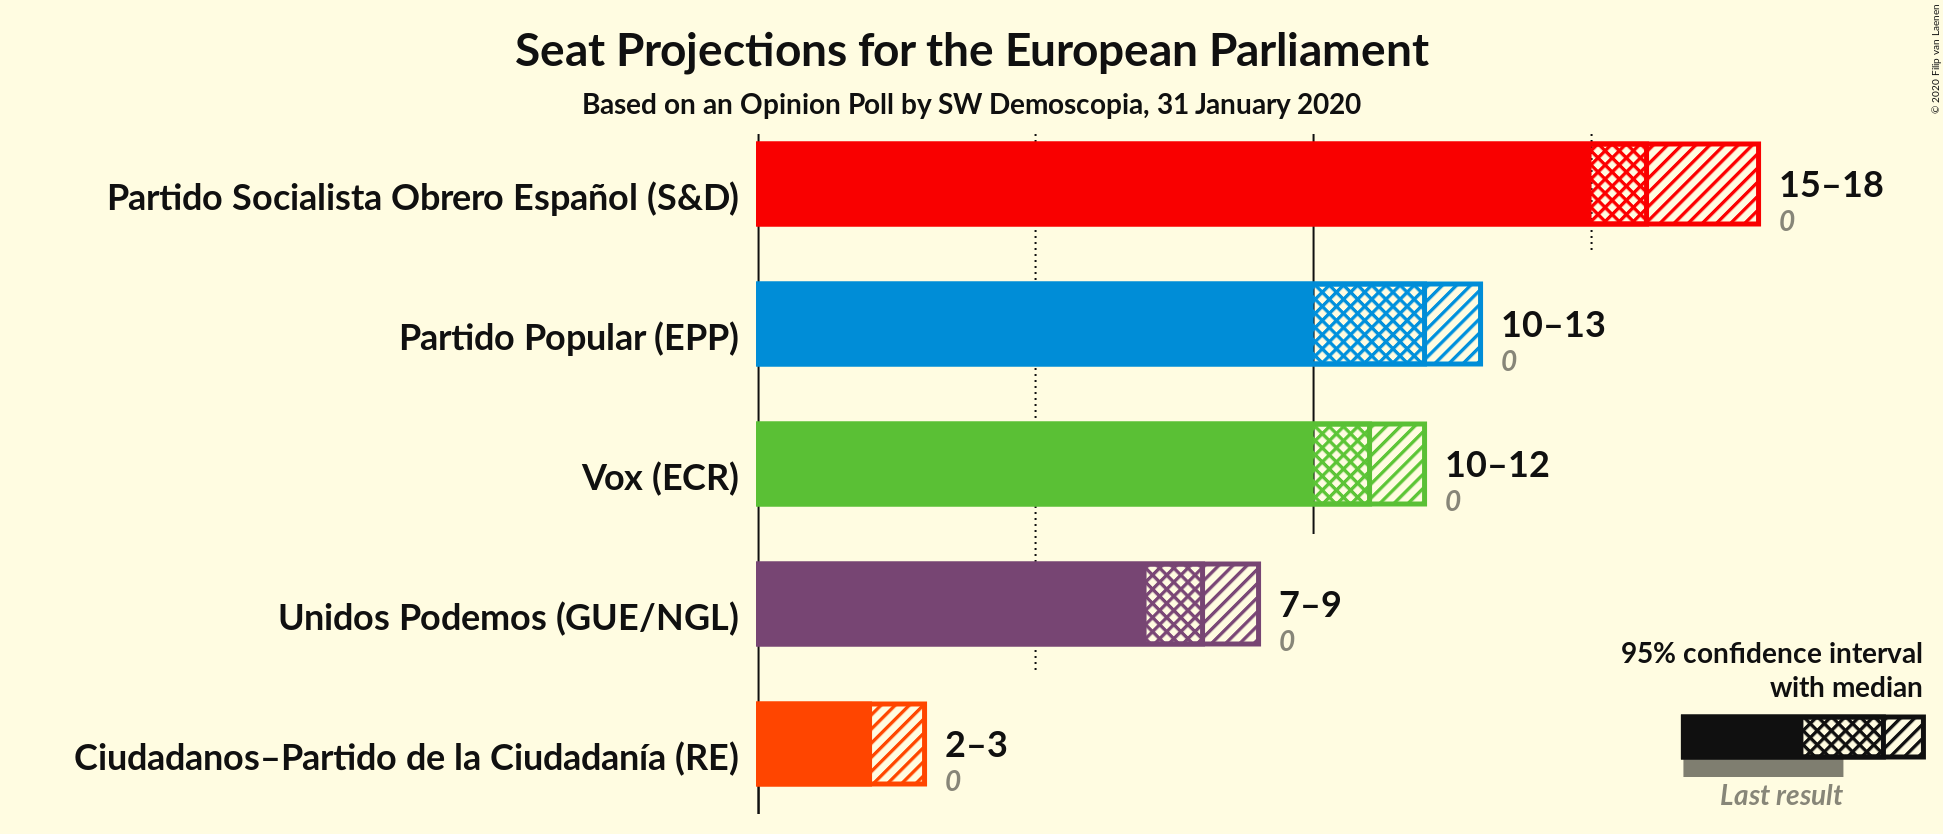 Seat Projections for the European Parliament
Based on an Opinion Poll by SW Demoscopia, 31 January 2020
© 2020 Filip van Laenen
Partido Socialista Obrero Español (S&D)
15–18
0
Partido Popular (EPP)
10–13
0
Vox (ECR)
10–12
0
Unidos Podemos (GUE/NGL)
7–9
0
Ciudadanos–Partido de la Ciudadanía (RE)
2–3
0
95% confidence interval
with median
Last result